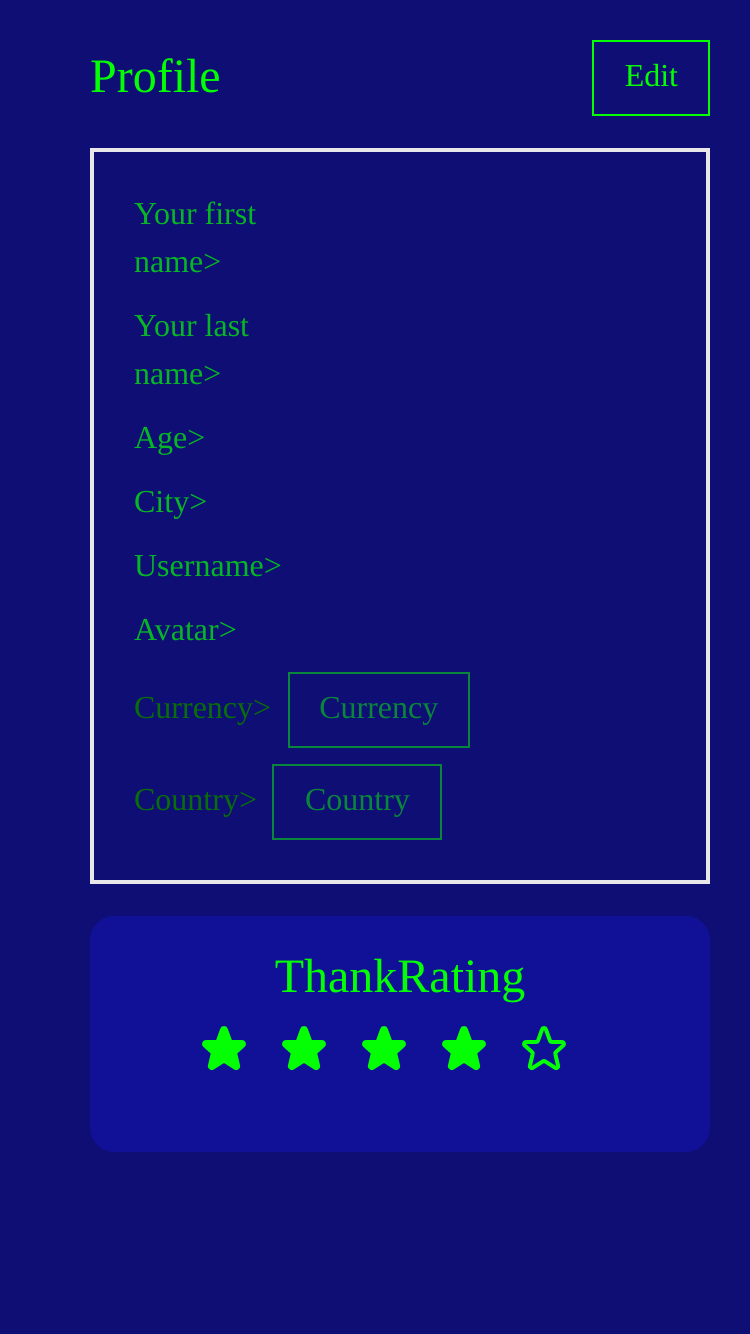 Profile
Edit
Your first
name>
Your last
name>
Age>
City>
Username>
Avatar>
Currency> Currency
Country> Country
ThankRating